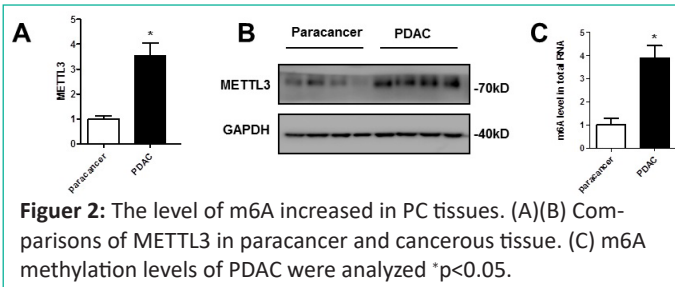 A
METTL3
5
4
3
2
1
0
*
paracancer
PDAC
B
Paracancer PDAC
METTL3
-70kD
GAPDH
-40kD
C
m6A level in total RNA
5
4
3
2
1
0
*
paracancer
PDAC
Figuer 2: The level of m6A increased in PC tissues. (A)(B) Com-
parisons of METTL3 in paracancer and cancerous tissue. (C) m6A
methylation levels of PDAC were analyzed *p<0.05.